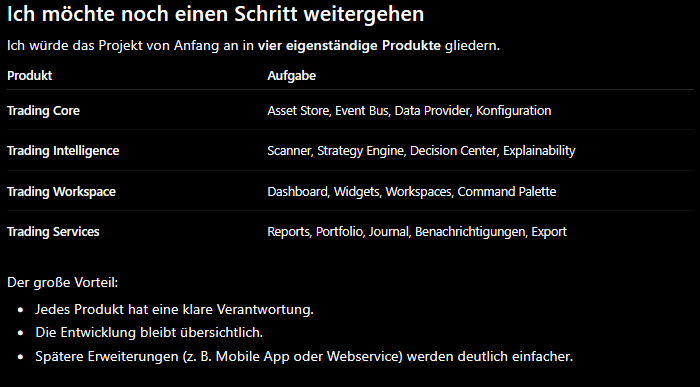 Ich möchte noch einen Schritt weitergehen
Ich würde das Projekt von Anfang an in vier eigenständige Produkte gliedern.
Produkt Aufgabe
Trading Core Asset Store, Event Bus, Data Provider, Konfiguration
Trading Intelligence Scanner, Strategy Engine, Decision Center, Explainability
Trading Workspace Dashboard, Widgets, Workspaces, Command Palette
Trading Services Reports, Portfolio, Journal, Benachrichtigungen, Export
Der große Vorteil:
• Jedes Produkt hat eine klare Verantwortung.
• Die Entwicklung bleibt übersichtlich.
• Spätere Erweiterungen (z. B. Mobile App oder Webservice) werden deutlich einfacher.